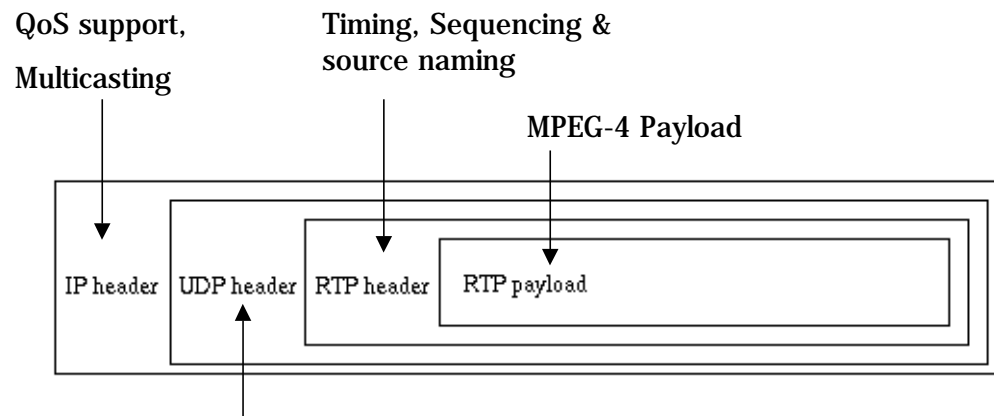 QoS support,
Multicasting
Timing, Sequencing &
source naming
MPEG-4 Payload
IP header
UDP header
RTP header
RTP payload